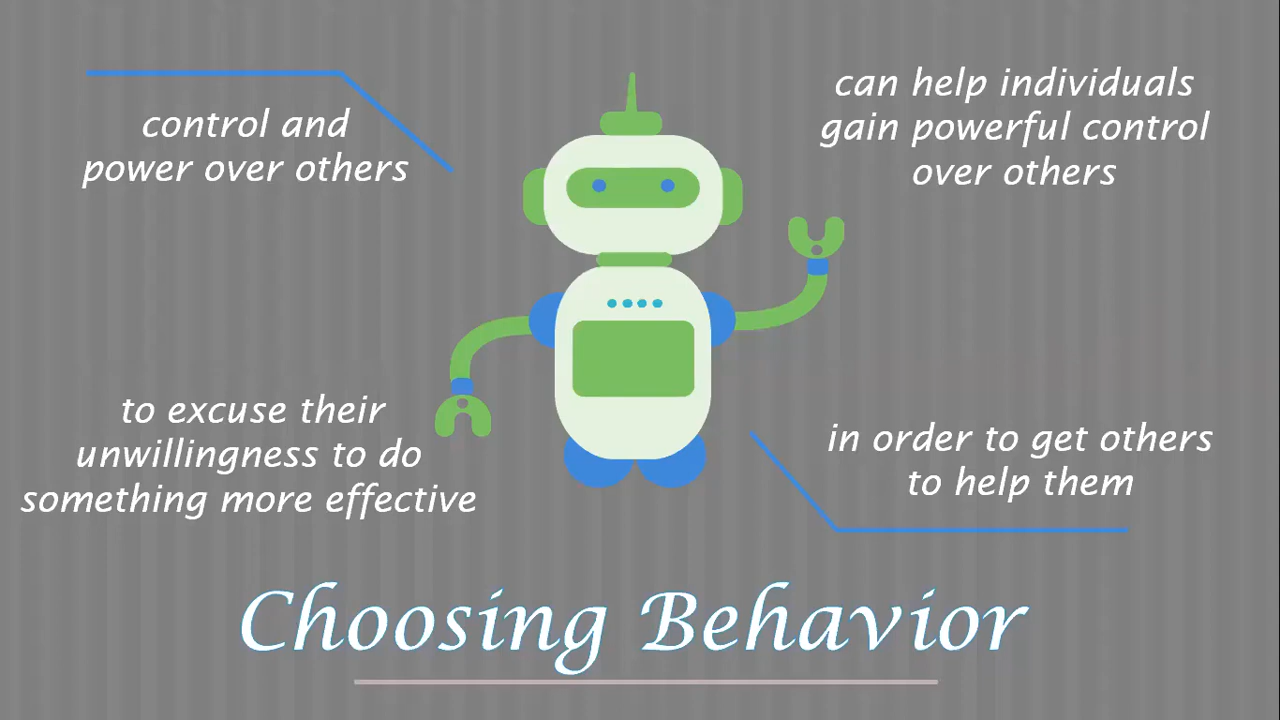 control and
power over others
can help individuals
gain powerful control
over others
to excuse their
unwillingness to do
something more effective
in order to get others
to help them
Choosing Behavior